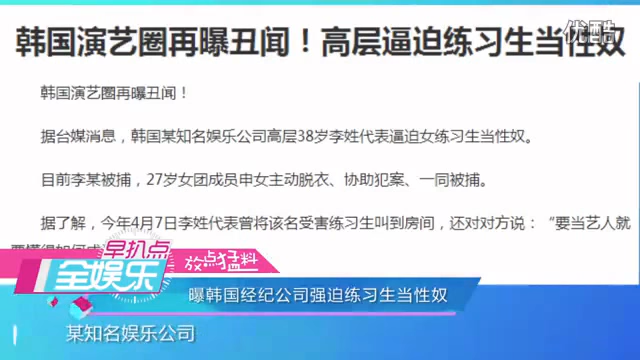 优酷
韩国演艺圈再曝丑闻！高层逼迫练习生当性奴
韩国演艺圈再曝丑闻！
据台媒消息，韩国某知名娱乐公司高层38岁李姓代表逼迫女练习生当性奴。
目前李某被捕，27岁女团成员申女主动脱衣、协助犯案、一同被捕。
据了解，今年4月7日李姓代表曾将该名受害练习生叫到房间，还对对方说：“要当艺人就
早扒点
全娱乐
放点猛料
曝韩国经纪公司强迫练习生当性奴
某知名娱乐公司